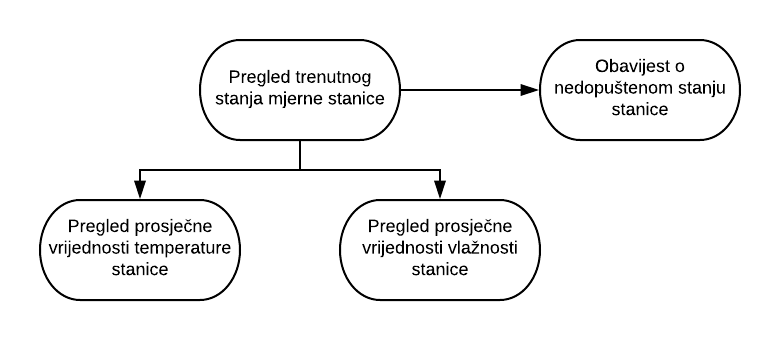 Pregled trenutnog
stanja mjerne stanice
Obavijest o
nedopuštenom stanju
stanice
Pregled prosječne
vrijednosti temperature
stanice
Pregled prosječne
vrijednosti vlažnosti
stanice